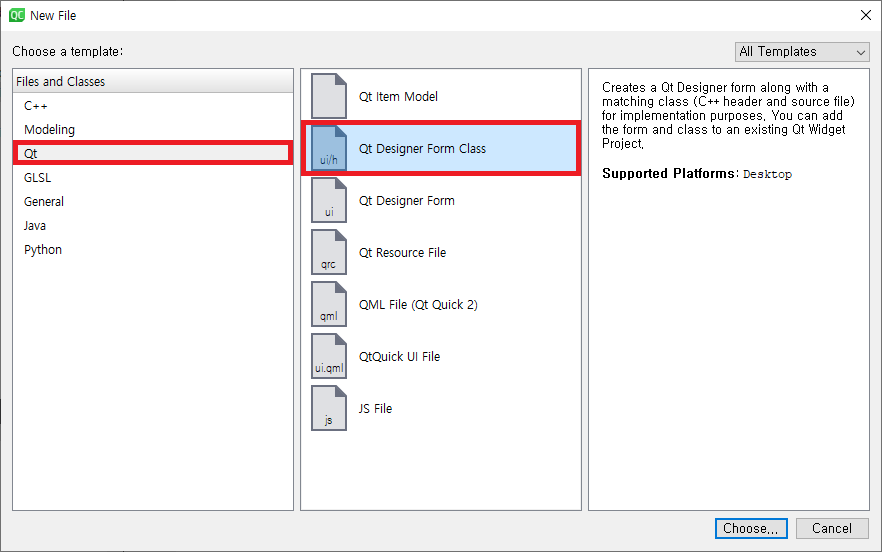 QC New File
Choose a template:
All Templates
Files and Classes
C++
Modeling
Qt
GLSL
General
Java
Python
Qt Item Model
ui/h Qt Designer Form Class
ui Qt Designer Form
qrc Qt Resource File
qml QML File (Qt Quick 2)
ui.qml QtQuick UI File
js JS File
Creates a Qt Designer form along with a
matching class (C++ header and source file)
for implementation purposes. You can add
the form and class to an existing Qt Widget
Project.
Supported Platforms: Desktop
Choose...
Cancel